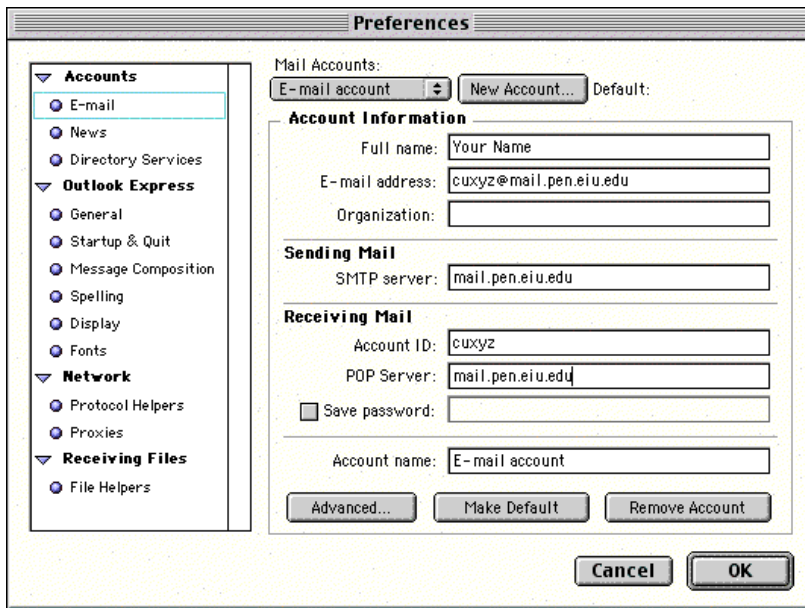 Preferences
Accounts
E-mail
News
Directory Services
Outlook Express
General
Startup & Quit
Message Composition
Spelling
Display
Fonts
Network
Protocol Helpers
Proxies
Receiving Files
File Helpers
Mail Accounts:
E-mail account New Account... Default:
Account Information
Full name: Your Name
E-mail address: cuxyz@mail.pen.eiu.edu
Organization:
Sending Mail
SMTP server: mail.pen.eiu.edu
Receiving Mail
Account ID: cuxyz
POP Server: mail.pen.eiu.edu
Save password:
Account name: E-mail account
Advanced... Make Default Remove Account
Cancel OK